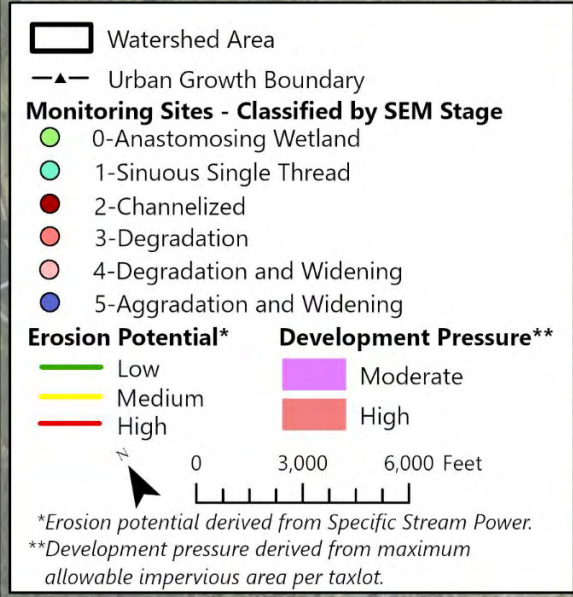 Watershed Area
Urban Growth Boundary
Monitoring Sites - Classified by SEM Stage
0-Anastomosing Wetland
1-Sinuous Single Thread
2-Channelized
3-Degradation
4-Degradation and Widening
5-Aggradation and Widening
Erosion Potential*
Low
Medium
High
Development Pressure**
Moderate
High
N
0 3,000 6,000 Feet
*Erosion potential derived from Specific Stream Power.
**Development pressure derived from maximum
allowable impervious area per taxlot.